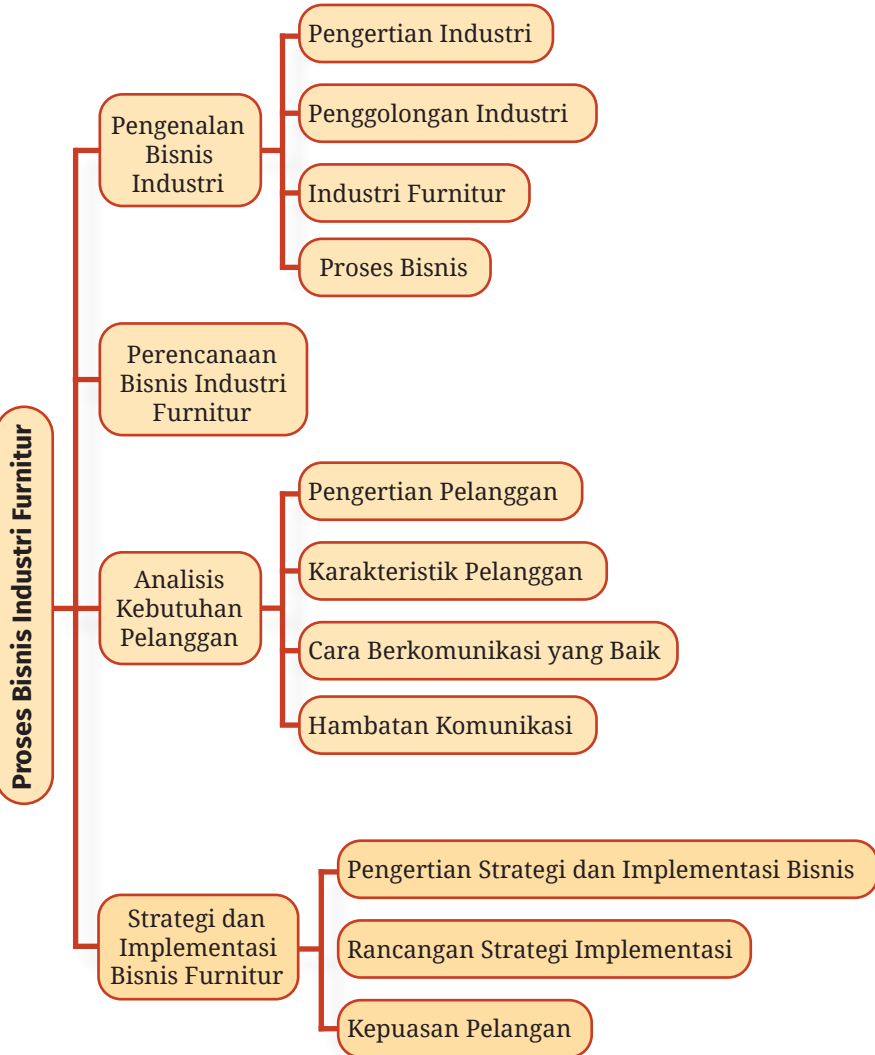 Proses Bisnis Industri Furnitur
Pengenalan
Bisnis
Industri
Pengertian Industri
Penggolongan Industri
Industri Furnitur
Proses Bisnis
Perencanaan
Bisnis Industri
Furnitur
Analisis
Kebutuhan
Pelanggan
Pengertian Pelanggan
Karakteristik Pelanggan
Cara Berkomunikasi yang Baik
Hambatan Komunikasi
Strategi dan
Implementasi
Bisnis Furnitur
Pengertian Strategi dan Implementasi Bisnis
Rancangan Strategi Implementasi
Kepuasan Pelangan